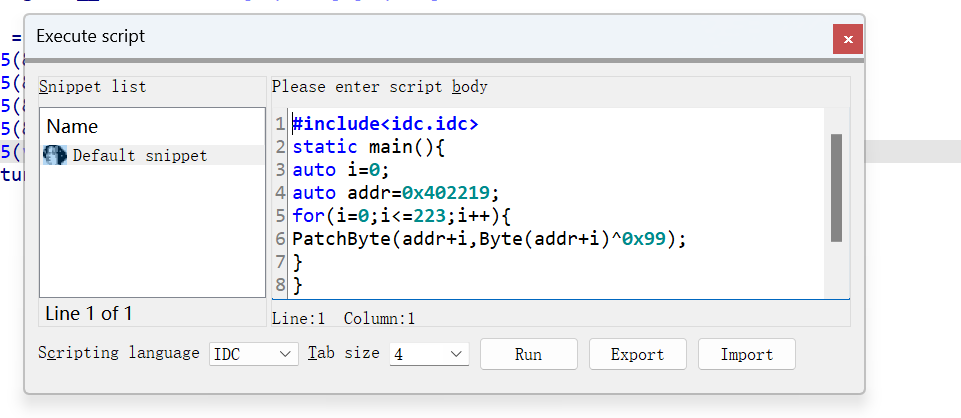 Execute script
Snippet list
Name
Default snippet
Line 1 of 1
Please enter script body
1 #include<idc.idc>
2 static main(){
3 auto i=0;
4 auto addr=0x402219;
5 for(i=0;i<=223;i++){
6 PatchByte(addr+i,Byte(addr+i)^0x99);
7 }
8 }
Line:1 Column:1
Scripting language IDC Tab size 4 Run Export Import
=
5(
5(
5(
5(
5(
tu